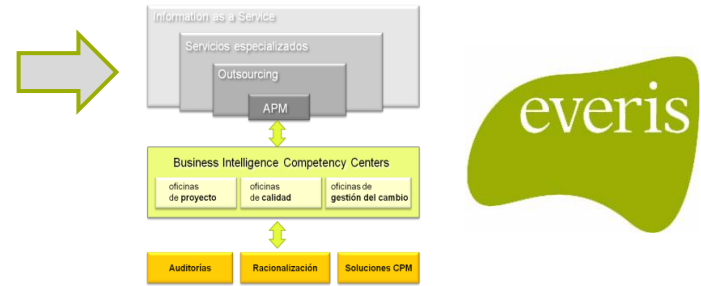 Information as a Service
Servicios especializados
Outsourcing
APM
Business Intelligence Competency Centers
oficinas
de proyecto
oficinas
de calidad
oficinas de
gestión del cambio
Auditorías
Racionalización
Soluciones CPM
everis